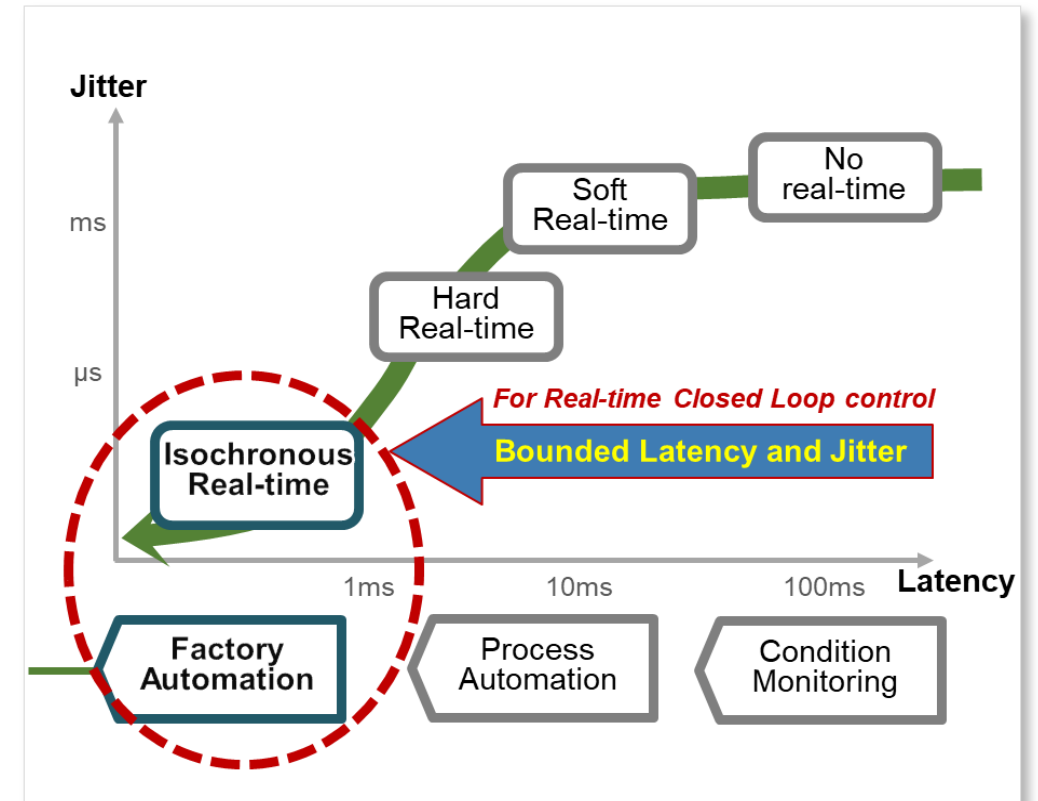 Jitter
No
real-time
Soft
Real-time
ms
Hard
Real-time
µs
For Real-time Closed Loop control
Bounded Latency and Jitter
Isochronous
Real-time
1ms
10ms
100ms
Latency
Factory
Automation
Process
Automation
Condition
Monitoring